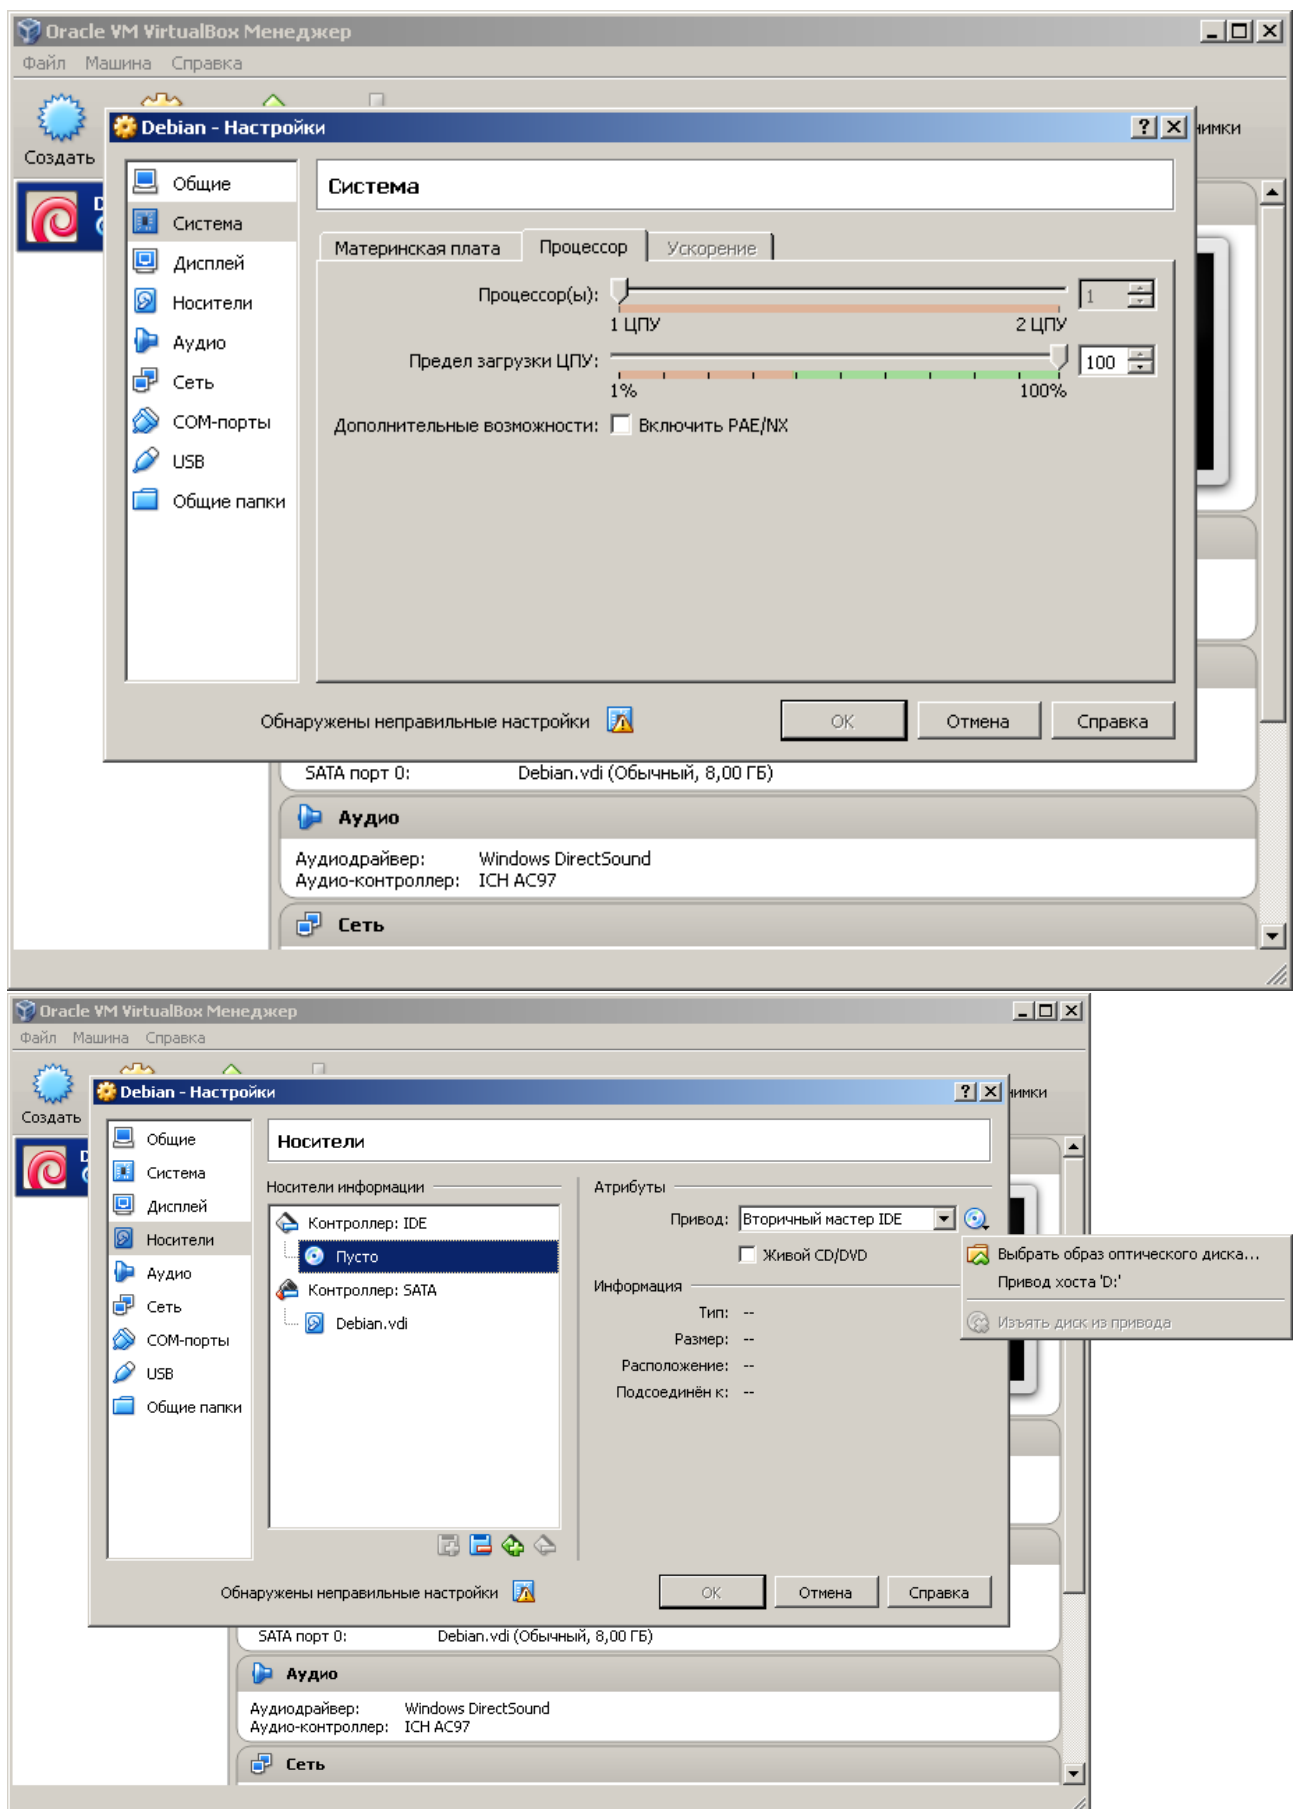 Oracle VM VirtualBox Менеджер
Файл Машина Справка
Создать
нимки
Debian - Настройки
Общие
Система
Дисплей
Носители
Аудио
Сеть
COM-порты
USB
Общие папки
Система
Материнская плата Процессор Ускорение
Процессор(ы): 1
1 ЦПУ 2 ЦПУ
Предел загрузки ЦПУ: 100
1% 100%
Дополнительные возможности: Включить PAE/NX
Обнаружены неправильные настройки OK Отмена Справка
SATA порт 0: Debian.vdi (Обычный, 8,00 ГБ)
Аудио
Аудиодрайвер: Windows DirectSound
Аудио-контроллер: ICH AC97
Сеть
Oracle VM VirtualBox Менеджер
Файл Машина Справка
Создать
нимки
Debian - Настройки
Общие
Система
Дисплей
Носители
Аудио
Сеть
COM-порты
USB
Общие папки
Носители
Носители информации
Контроллер: IDE
Пусто
Контроллер: SATA
Debian.vdi
Атрибуты
Привод: Вторичный мастер IDE
Живой CD/DVD
Информация
Тип: --
Размер: --
Расположение: --
Подсоединён к: --
Выбрать образ оптического диска...
Привод хоста 'D:'
Изъять диск из привода
Обнаружены неправильные настройки OK Отмена Справка
SATA порт 0: Debian.vdi (Обычный, 8,00 ГБ)
Аудио
Аудиодрайвер: Windows DirectSound
Аудио-контроллер: ICH AC97
Сеть